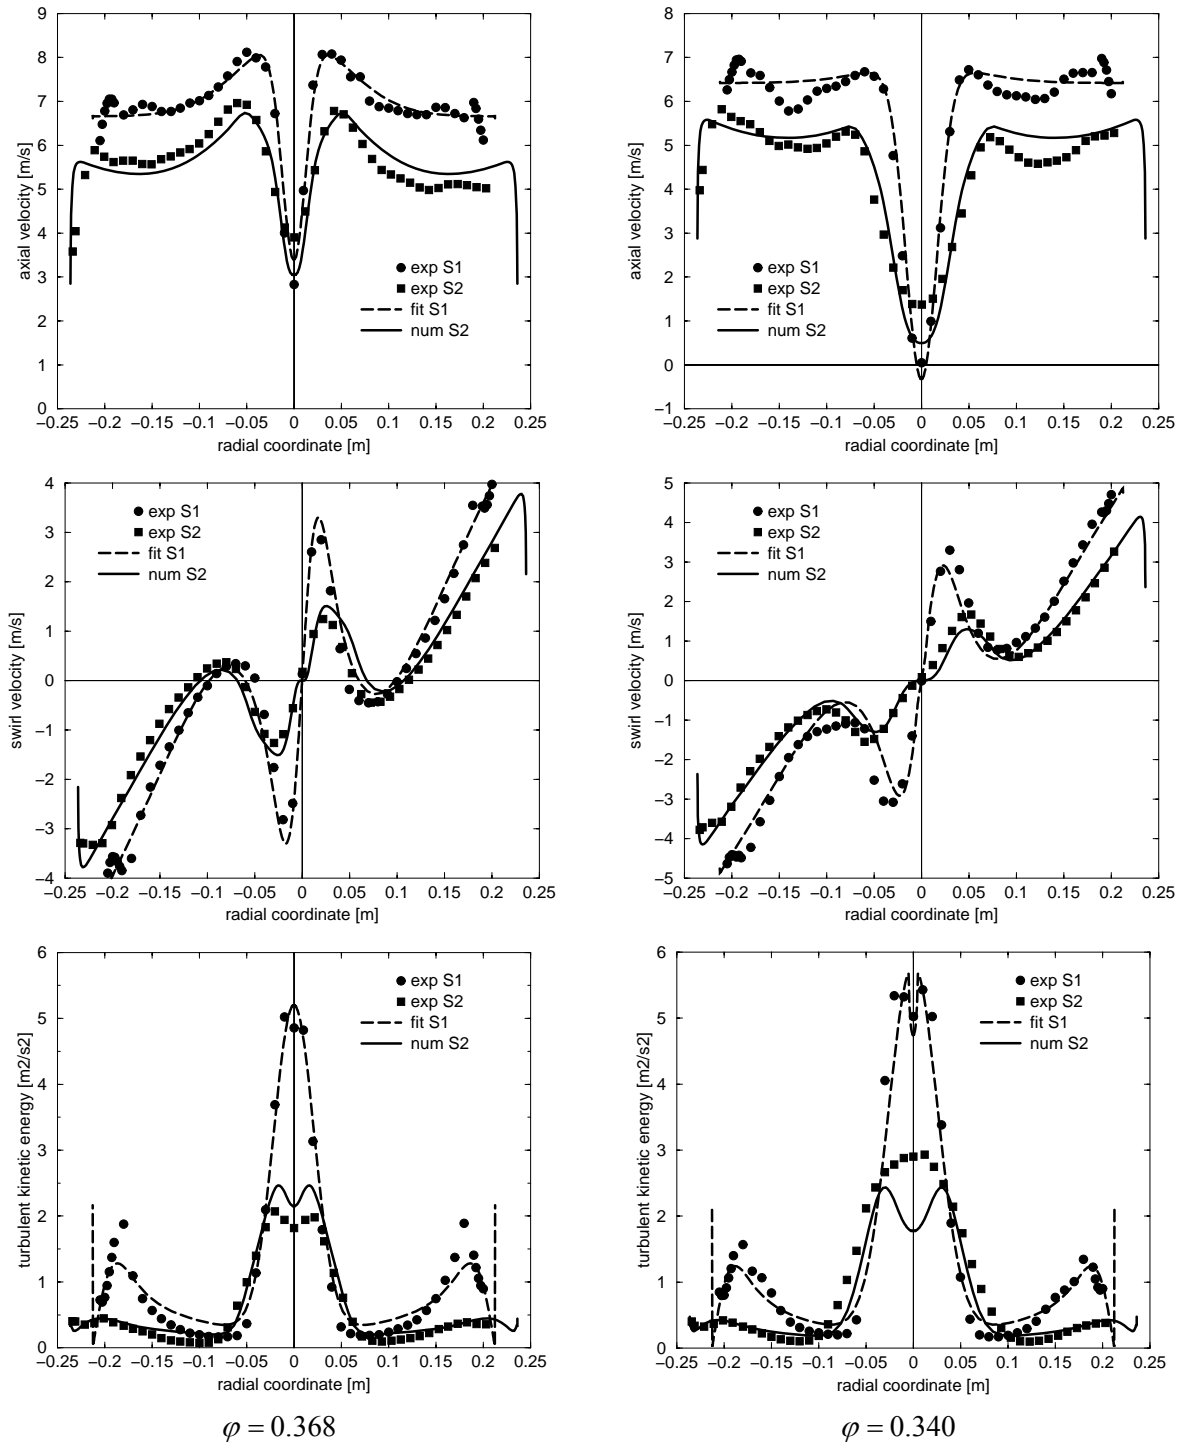 9
8
7
6
5
4
3
2
1
0
axial velocity [m/s]
exp S1
exp S2
fit S1
num S2
−0.25 −0.2 −0.15 −0.1 −0.05 0 0.05 0.1 0.15 0.2 0.25
radial coordinate [m]
8
7
6
5
4
3
2
1
0
−1
axial velocity [m/s]
exp S1
exp S2
fit S1
num S2
−0.25 −0.2 −0.15 −0.1 −0.05 0 0.05 0.1 0.15 0.2 0.25
radial coordinate [m]
4
3
2
1
0
−1
−2
−3
−4
swirl velocity [m/s]
exp S1
exp S2
fit S1
num S2
−0.25 −0.2 −0.15 −0.1 −0.05 0 0.05 0.1 0.15 0.2 0.25
radial coordinate [m]
5
4
3
2
1
0
−1
−2
−3
−4
−5
swirl velocity [m/s]
exp S1
exp S2
fit S1
num S2
−0.25 −0.2 −0.15 −0.1 −0.05 0 0.05 0.1 0.15 0.2 0.25
radial coordinate [m]
6
5
4
3
2
1
0
turbulent kinetic energy [m2/s2]
exp S1
exp S2
fit S1
num S2
−0.25 −0.2 −0.15 −0.1 −0.05 0 0.05 0.1 0.15 0.2 0.25
radial coordinate [m]
6
5
4
3
2
1
0
turbulent kinetic energy [m2/s2]
exp S1
exp S2
fit S1
num S2
−0.25 −0.2 −0.15 −0.1 −0.05 0 0.05 0.1 0.15 0.2 0.25
radial coordinate [m]
φ = 0.368
φ = 0.340